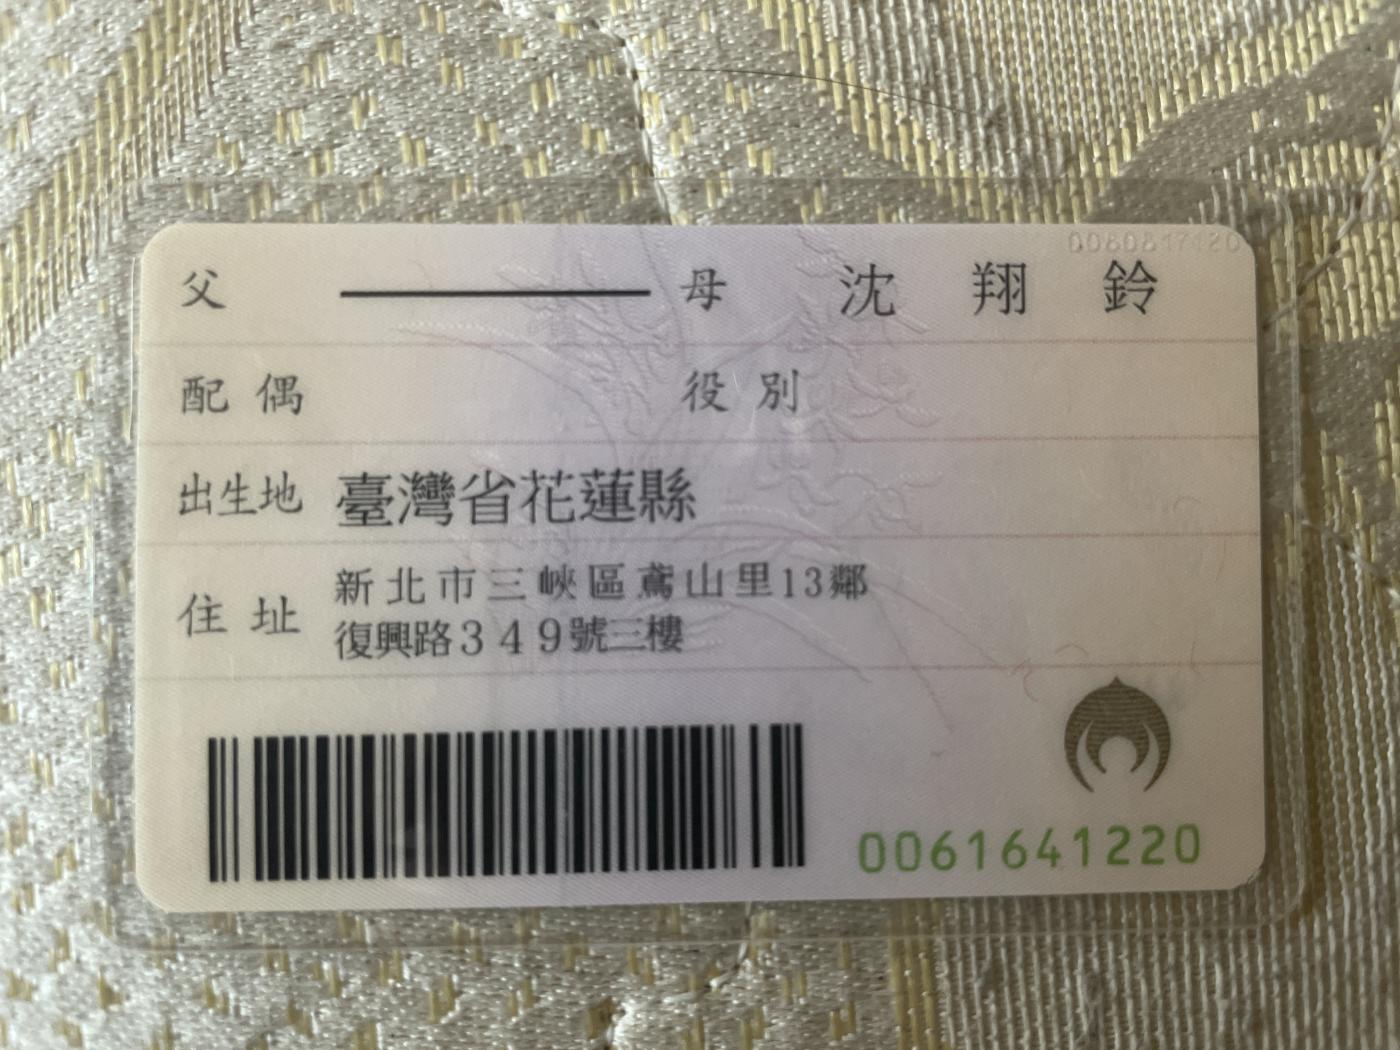 父 母 沈翔鈴
配偶 役別
出生地 臺灣省花蓮縣
住址 新北市三峽區鳶山里13鄰
復興路349號三樓
0061641220